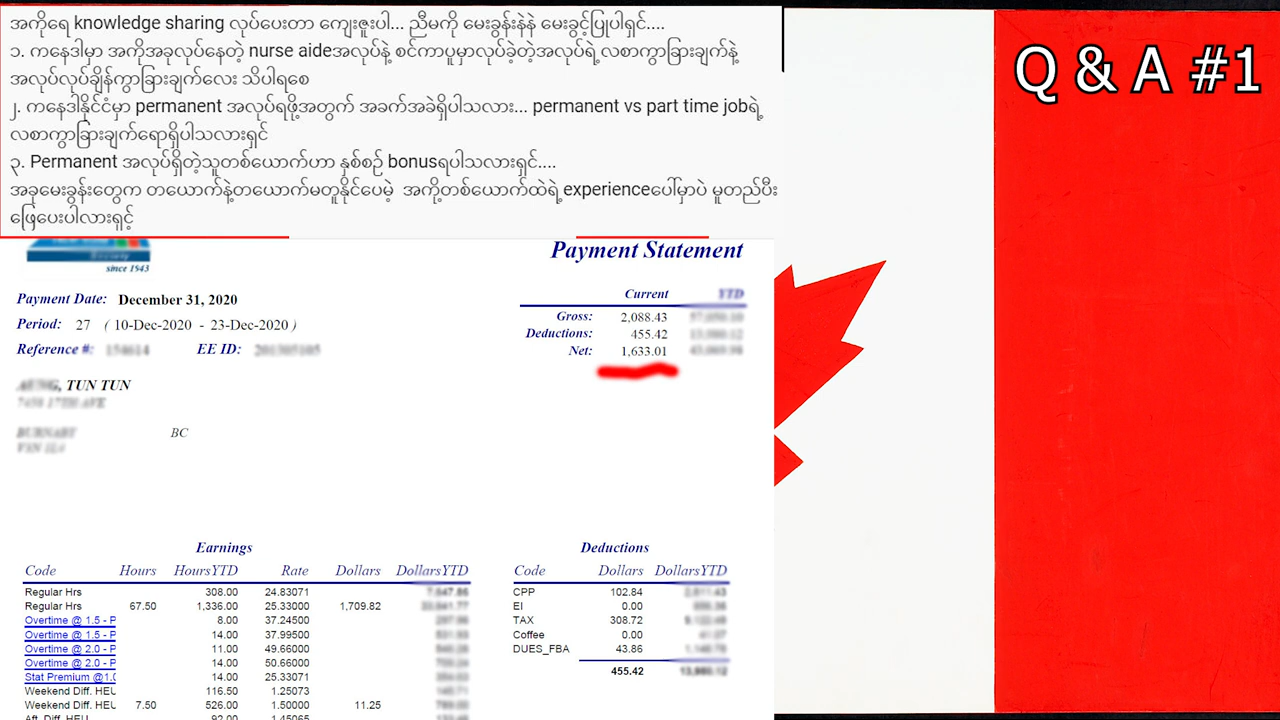 အကိုရေ knowledge sharing လုပ်ပေးတာ ကျေးဇူးပါ... ညီမကို မေးခွန်းနဲနဲ မေးခွင့်ပြုပါရှင်....
၁. ကနေဒါမှာ အကိုအခုလုပ်နေတဲ့ nurse aideအလုပ်နဲ့ စင်ကာပူမှာလုပ်ခဲ့တဲ့အလုပ်ရဲ့ လစာကွာခြားချက်နဲ့
အလုပ်လုပ်ချိန်ကွာခြားချက်လေး သိပါရစေ
၂. ကနေဒါနိုင်ငံမှာ permanent အလုပ်ရဖို့အတွက် အခက်အခဲရှိပါသလား... permanent vs part time jobရဲ့
လစာကွာခြားချက်ရောရှိပါသလားရှင်
၃. Permanent အလုပ်ရှိတဲ့သူတစ်ယောက်ဟာ နှစ်စဉ် bonusရပါသလားရှင်....
အခုမေးခွန်းတွေက တယောက်နဲ့တယောက်မတူနိုင်ပေမဲ့ အကို့တစ်ယောက်ထဲရဲ့ experienceပေါ်မှာပဲ မူတည်ပီး
ဖြေပေးပါလားရှင့်
Q & A #1
since 1943
Payment Statement
Payment Date: December 31, 2020
Period: 27 ( 10-Dec-2020 - 23-Dec-2020 )
Reference #: EE ID:
Current YTD
Gross: 2,088.43
Deductions: 455.42
Net: 1,633.01
, TUN TUN
BC
Earnings
Code Hours HoursYTD Rate Dollars DollarsYTD
Regular Hrs 308.00 24.83071
Regular Hrs 67.50 1,336.00 25.33000 1,709.82
Overtime @ 1.5 - P 8.00 37.24500
Overtime @ 1.5 - P 14.00 37.99500
Overtime @ 2.0 - P 11.00 49.66000
Overtime @ 2.0 - P 14.00 50.66000
Stat Premium @1.0 14.00 25.33071
Weekend Diff. HEU 116.50 1.25073
Weekend Diff. HEU 7.50 526.00 1.50000 11.25
Aft. Diff. HEU 92.00 1.45065
Deductions
Code Dollars DollarsYTD
CPP 102.84
EI 0.00
TAX 308.72
Coffee 0.00
DUES_FBA 43.86
455.42